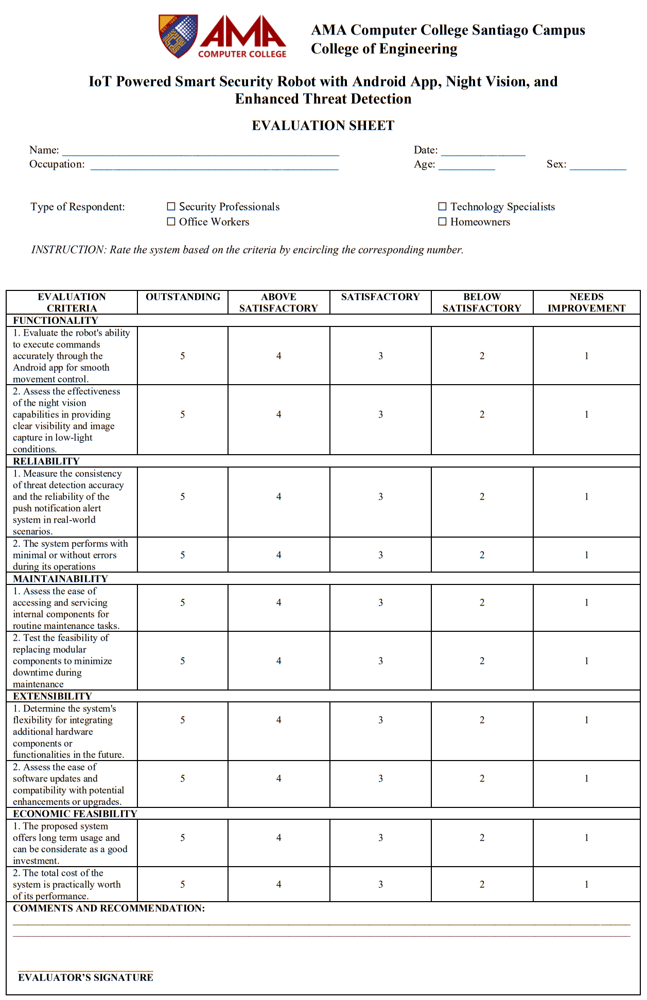 EST. 1980
AMA
COMPUTER COLLEGE
AMA Computer College Santiago Campus
College of Engineering
IoT Powered Smart Security Robot with Android App, Night Vision, and
Enhanced Threat Detection
EVALUATION SHEET
Name: Date:
Occupation: Age: Sex:
Type of Respondent: ☐ Security Professionals ☐ Technology Specialists
☐ Office Workers ☐ Homeowners
INSTRUCTION: Rate the system based on the criteria by encircling the corresponding number.
EVALUATION OUTSTANDING ABOVE SATISFACTORY BELOW NEEDS
CRITERIA SATISFACTORY SATISFACTORY IMPROVEMENT
FUNCTIONALITY
1. Evaluate the robot's ability
to execute commands
accurately through the 5 4 3 2 1
Android app for smooth
movement control.
2. Assess the effectiveness
of the night vision
capabilities in providing 5 4 3 2 1
clear visibility and image
capture in low-light
conditions.
RELIABILITY
1. Measure the consistency
of threat detection accuracy
and the reliability of the 5 4 3 2 1
push notification alert
system in real-world
scenarios.
2. The system performs with
minimal or without errors 5 4 3 2 1
during its operations
MAINTAINABILITY
1. Assess the ease of
accessing and servicing 5 4 3 2 1
internal components for
routine maintenance tasks.
2. Test the feasibility of
replacing modular
components to minimize 5 4 3 2 1
downtime during
maintenance
EXTENSIBILITY
1. Determine the system's
flexibility for integrating 5 4 3 2 1
additional hardware
components or
functionalities in the future.
2. Assess the ease of
software updates and 5 4 3 2 1
compatibility with potential
enhancements or upgrades.
ECONOMIC FEASIBILITY
1. The proposed system
offers long term usage and 5 4 3 2 1
can be considerate as a good
investment.
2. The total cost of the
system is practically worth 5 4 3 2 1
of its performance.
COMMENTS AND RECOMMENDATION:
EVALUATOR’S SIGNATURE